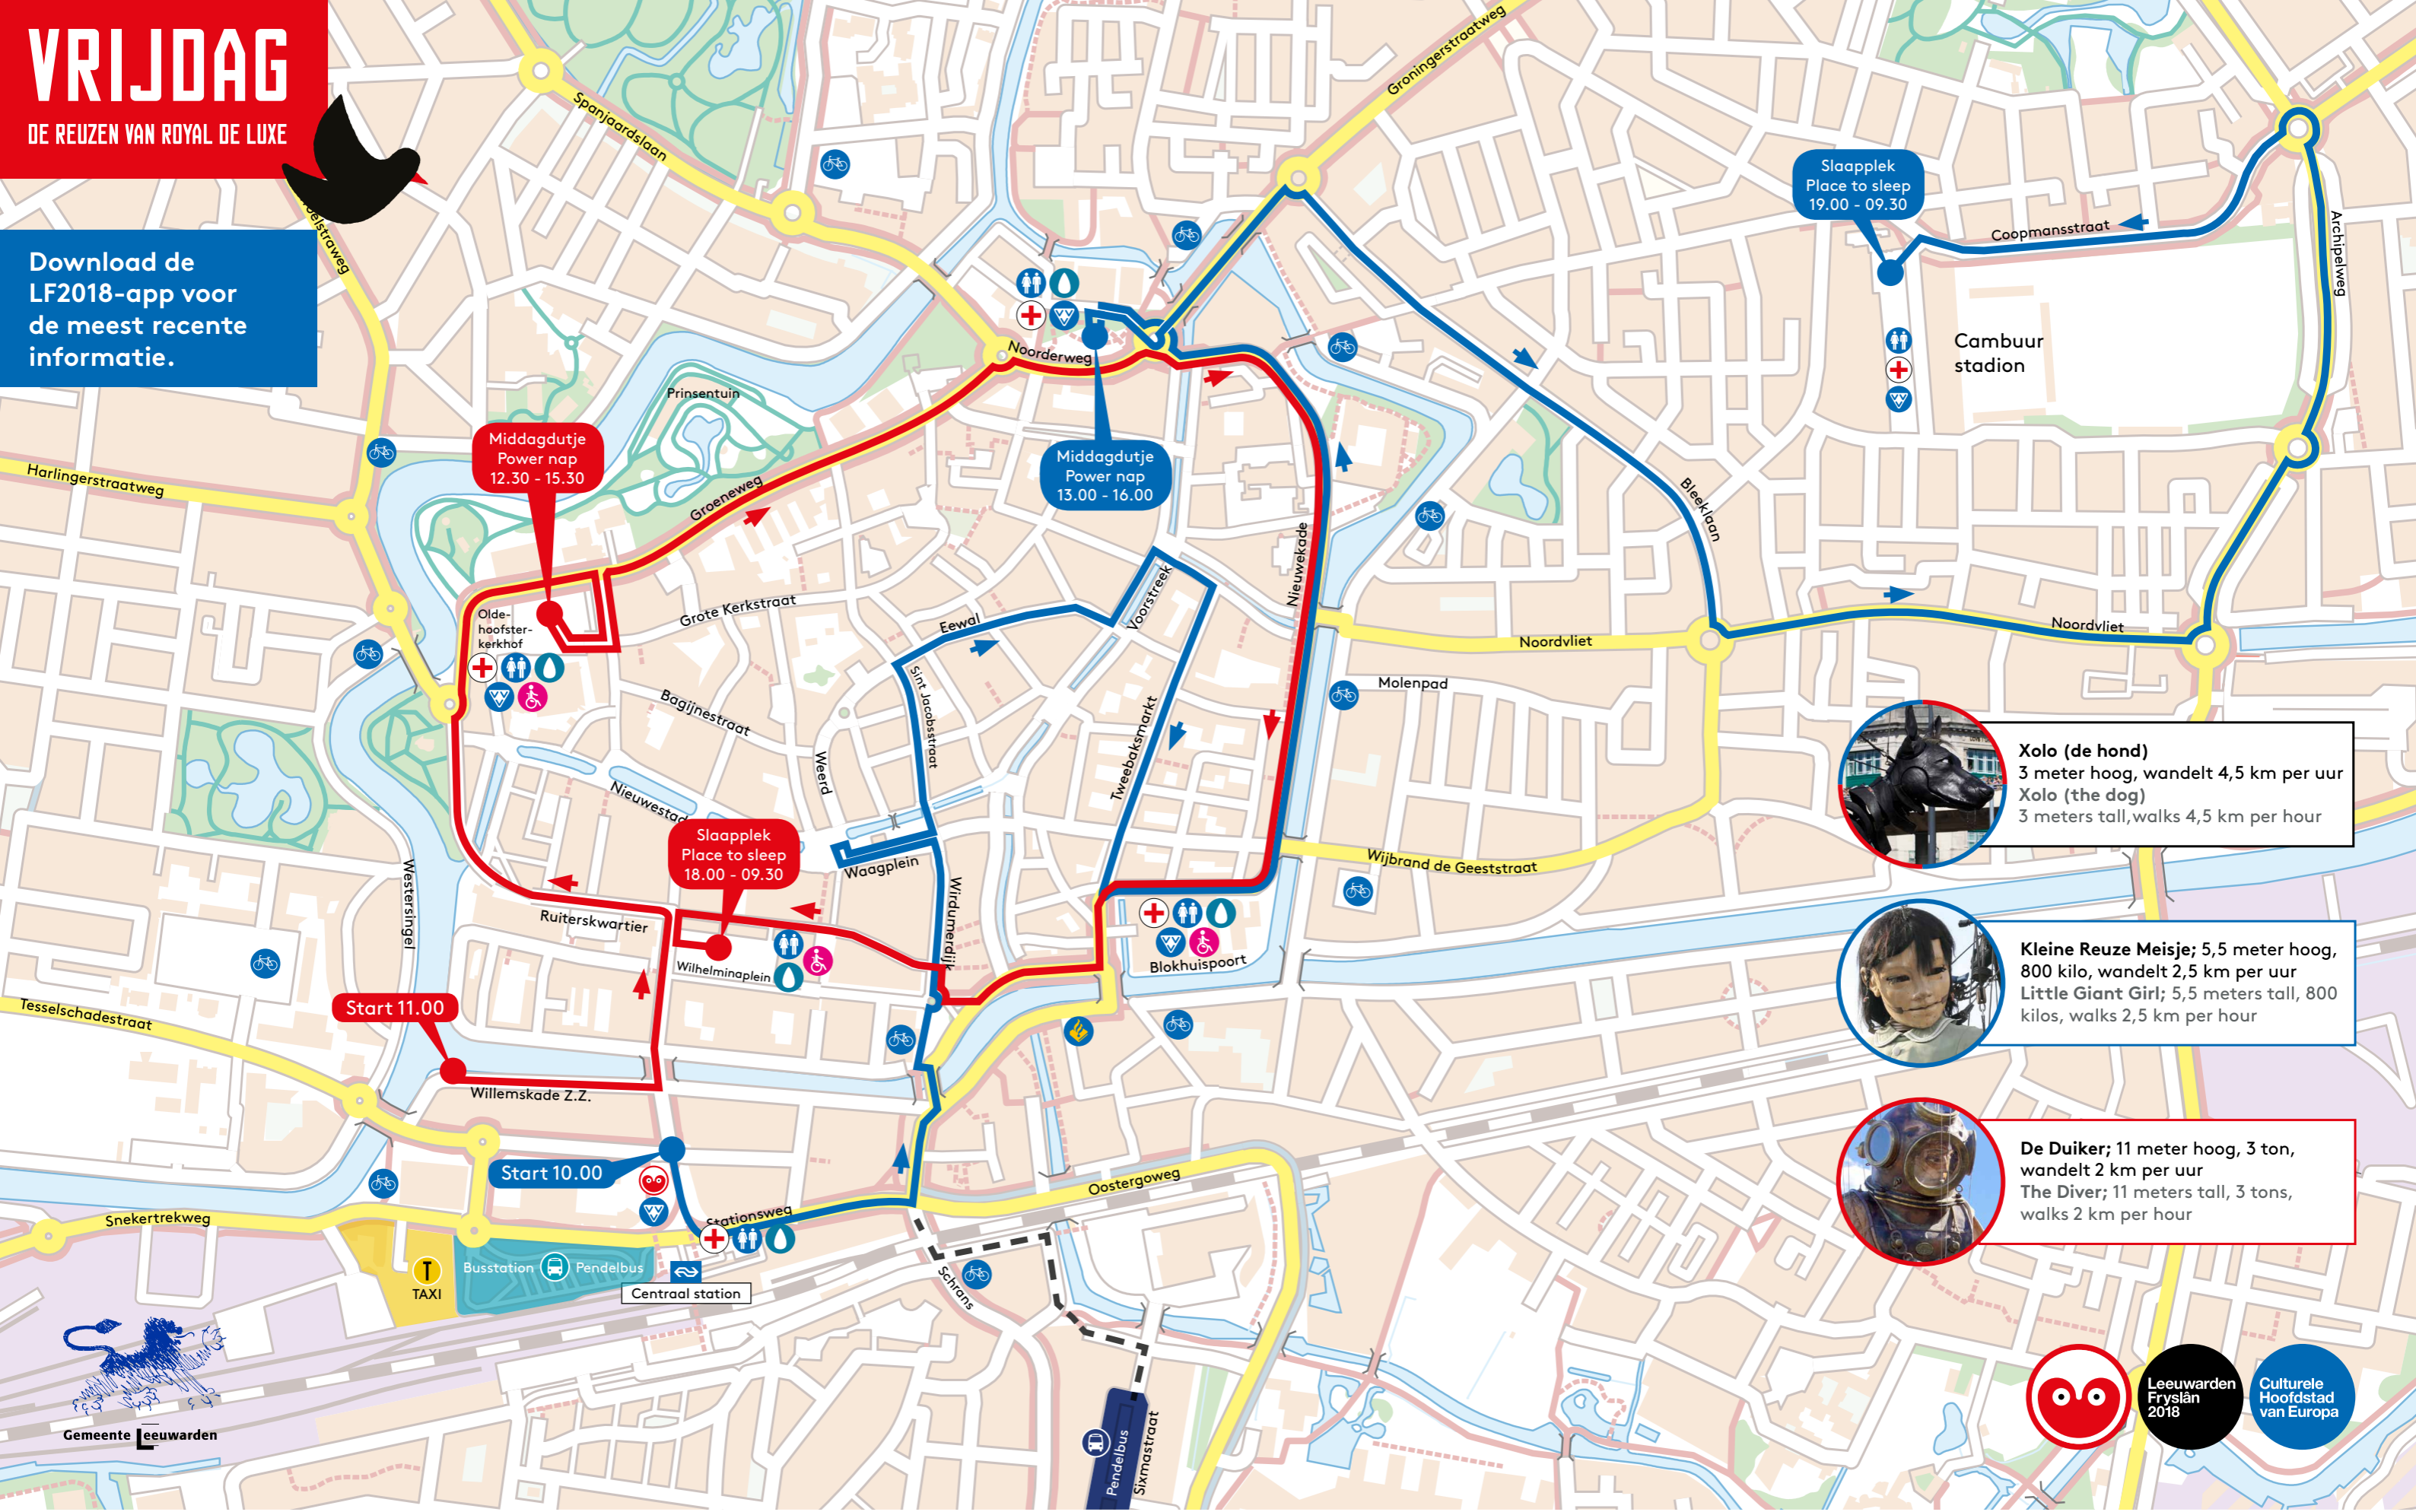 VRIJDAG
DE REUZEN VAN ROYAL DE LUXE
Download de
LF2018-app voor
de meest recente
informatie.
Spanjaardslaan
Groningerstraatweg
Harlingerstraatweg
Prinsentuin
Noorderweg
Groeneweg
Middagdutje
Power nap
12.30 - 15.30
Middagdutje
Power nap
13.00 - 16.00
Slaapplek
Place to sleep
19.00 - 09.30
Coopmansstraat
Archipelweg
Cambuur
stadion
Bleeklaan
Nieuwekade
Olde-
hoofster-
kerkhof
Grote Kerkstraat
Eewal
Voorstreek
Noordvliet
Noordvliet
Molenpad
Bagijnestraat
Sint Jacobsstraat
Tweebaksmarkt
Weerd
Nieuwestad
Slaapplek
Place to sleep
18.00 - 09.30
Waagplein
Wijbrand de Geeststraat
Westersingel
Ruiterskwartier
Wirdumerdijk
Wilhelminaplein
Blokhuispoort
Start 11.00
Tesselschadestraat
Willemskade Z.Z.
Start 10.00
Stationsweg
Oostergoweg
Snekertrekweg
TAXI
Busstation
Pendelbus
Centraal station
Schrans
Pendelbus
Sixmastraat
Xolo (de hond)
3 meter hoog, wandelt 4,5 km per uur
Xolo (the dog)
3 meters tall,walks 4,5 km per hour
Kleine Reuze Meisje; 5,5 meter hoog,
800 kilo, wandelt 2,5 km per uur
Little Giant Girl; 5,5 meters tall, 800
kilos, walks 2,5 km per hour
De Duiker; 11 meter hoog, 3 ton,
wandelt 2 km per uur
The Diver; 11 meters tall, 3 tons,
walks 2 km per hour
Gemeente Leeuwarden
Leeuwarden
Fryslân
2018
Culturele
Hoofdstad
van Europa